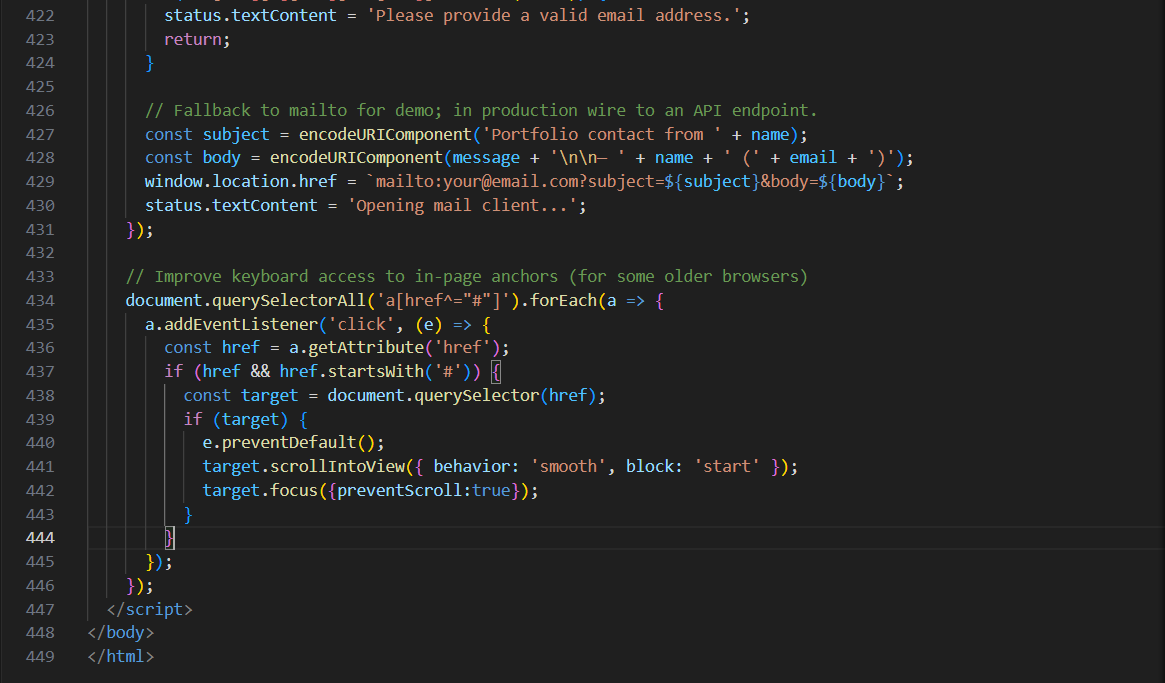 422 status.textContent = 'Please provide a valid email address.';
423 return;
424 }
425
426 // Fallback to mailto for demo; in production wire to an API endpoint.
427 const subject = encodeURIComponent('Portfolio contact from ' + name);
428 const body = encodeURIComponent(message + '\n\n— ' + name + ' (' + email + ')');
429 window.location.href = `mailto:your@email.com?subject=${subject}&body=${body}`;
430 status.textContent = 'Opening mail client...';
431 });
432
433 // Improve keyboard access to in-page anchors (for some older browsers)
434 document.querySelectorAll('a[href^="#"]').forEach(a => {
435 a.addEventListener('click', (e) => {
436 const href = a.getAttribute('href');
437 if (href && href.startsWith('#')) {
438 const target = document.querySelector(href);
439 if (target) {
440 e.preventDefault();
441 target.scrollIntoView({ behavior: 'smooth', block: 'start' });
442 target.focus({preventScroll:true});
443 }
444 }
445 });
446 });
447 </script>
448 </body>
449 </html>